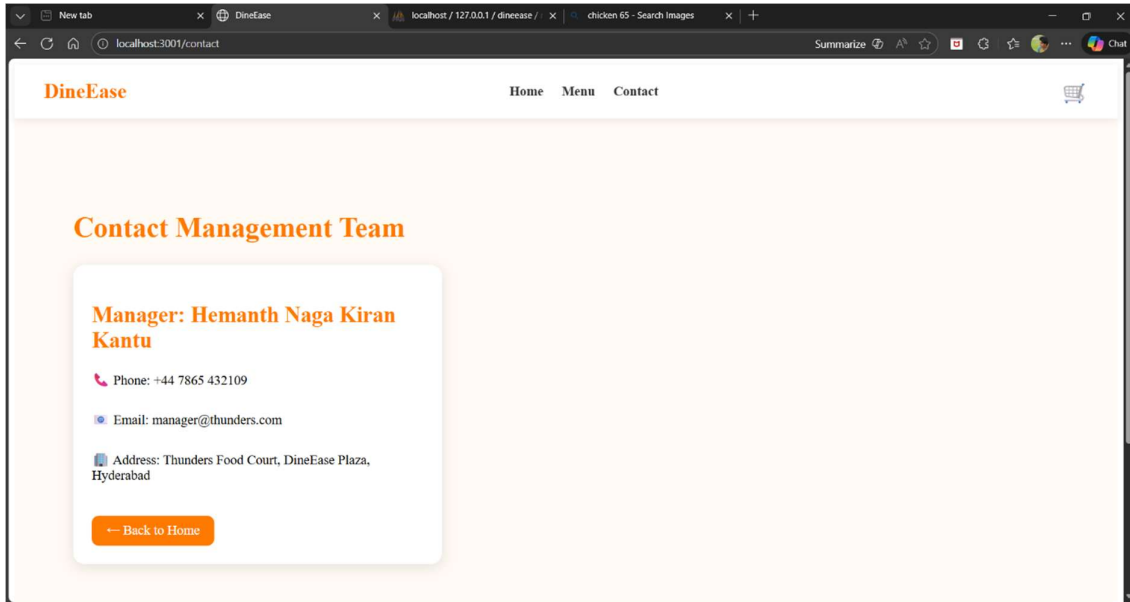 New tab
DineEase
localhost / 127.0.0.1 / dineease /
chicken 65 - Search Images
localhost:3001/contact
Summarize
Chat
DineEase
Home Menu Contact
Contact Management Team
Manager: Hemanth Naga Kiran
Kantu
Phone: +44 7865 432109
Email: manager@thunders.com
Address: Thunders Food Court, DineEase Plaza,
Hyderabad
← Back to Home